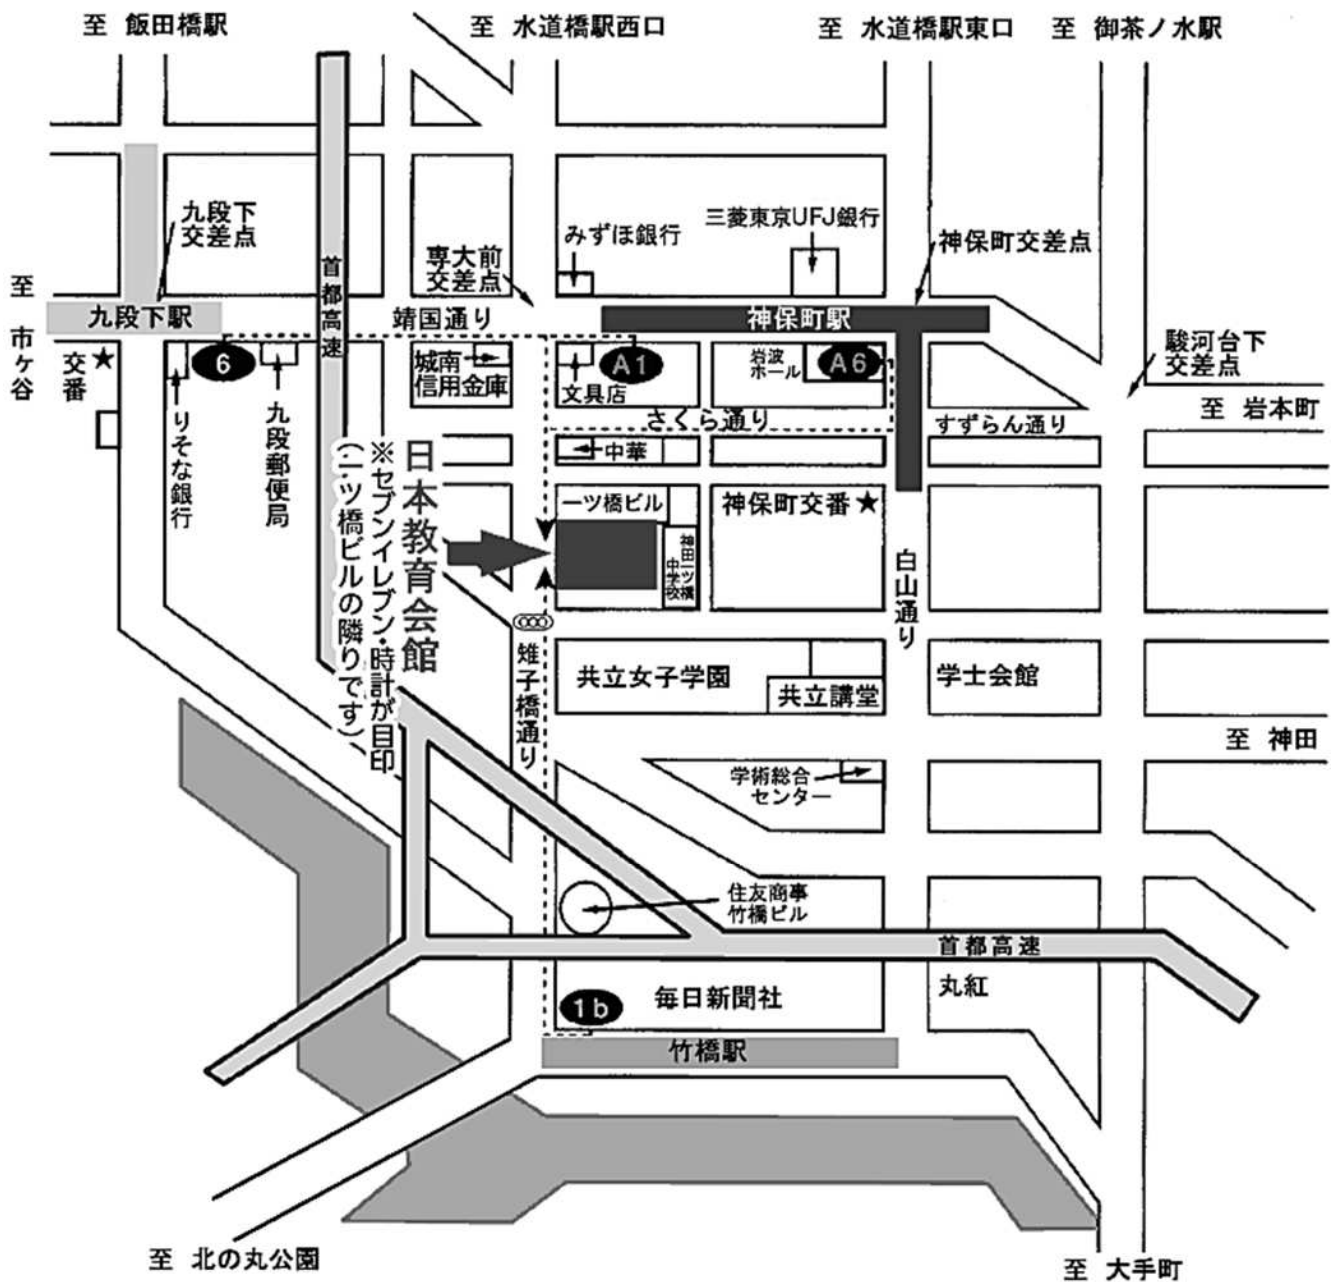 至 飯田橋駅
至 水道橋駅西口
至 水道橋駅東口
至 御茶ノ水駅
九段下
交差点
首都高速
専大前
交差点
みずほ銀行
三菱東京UFJ銀行
神保町交差点
至 市ヶ谷
九段下駅
靖国通り
神保町駅
駿河台下
交差点
交番★
6
城南
信用金庫
文具店
A1
岩波
ホール
A6
至 岩本町
りそな銀行
九段郵便局
さくら通り
すずらん通り
中華
日本教育会館
※セブンイレブン・時計が目印
(一ツ橋ビルの隣りです)
一ツ橋ビル
神保町交番★
神田一ツ橋
中学校
白山通り
雉子橋通り
共立女子学園
共立講堂
学士会館
至 神田
学術総合
センター
住友商事
竹橋ビル
首都高速
1b
毎日新聞社
丸紅
竹橋駅
至 北の丸公園
至 大手町